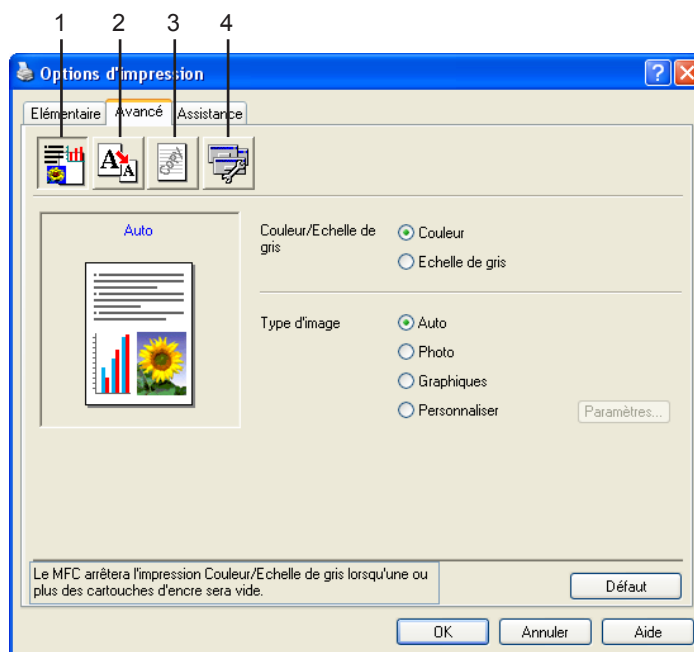 1 2 3 4
Options d'impression
Elémentaire Avancé Assistance
A A
Copy
Auto
Couleur/Echelle de
gris
Couleur
Echelle de gris
Type d'image
Auto
Photo
Graphiques
Personnaliser Paramètres...
Le MFC arrêtera l'impression Couleur/Echelle de gris lorsqu'une ou
plus des cartouches d'encre sera vide.
Défaut
OK Annuler Aide